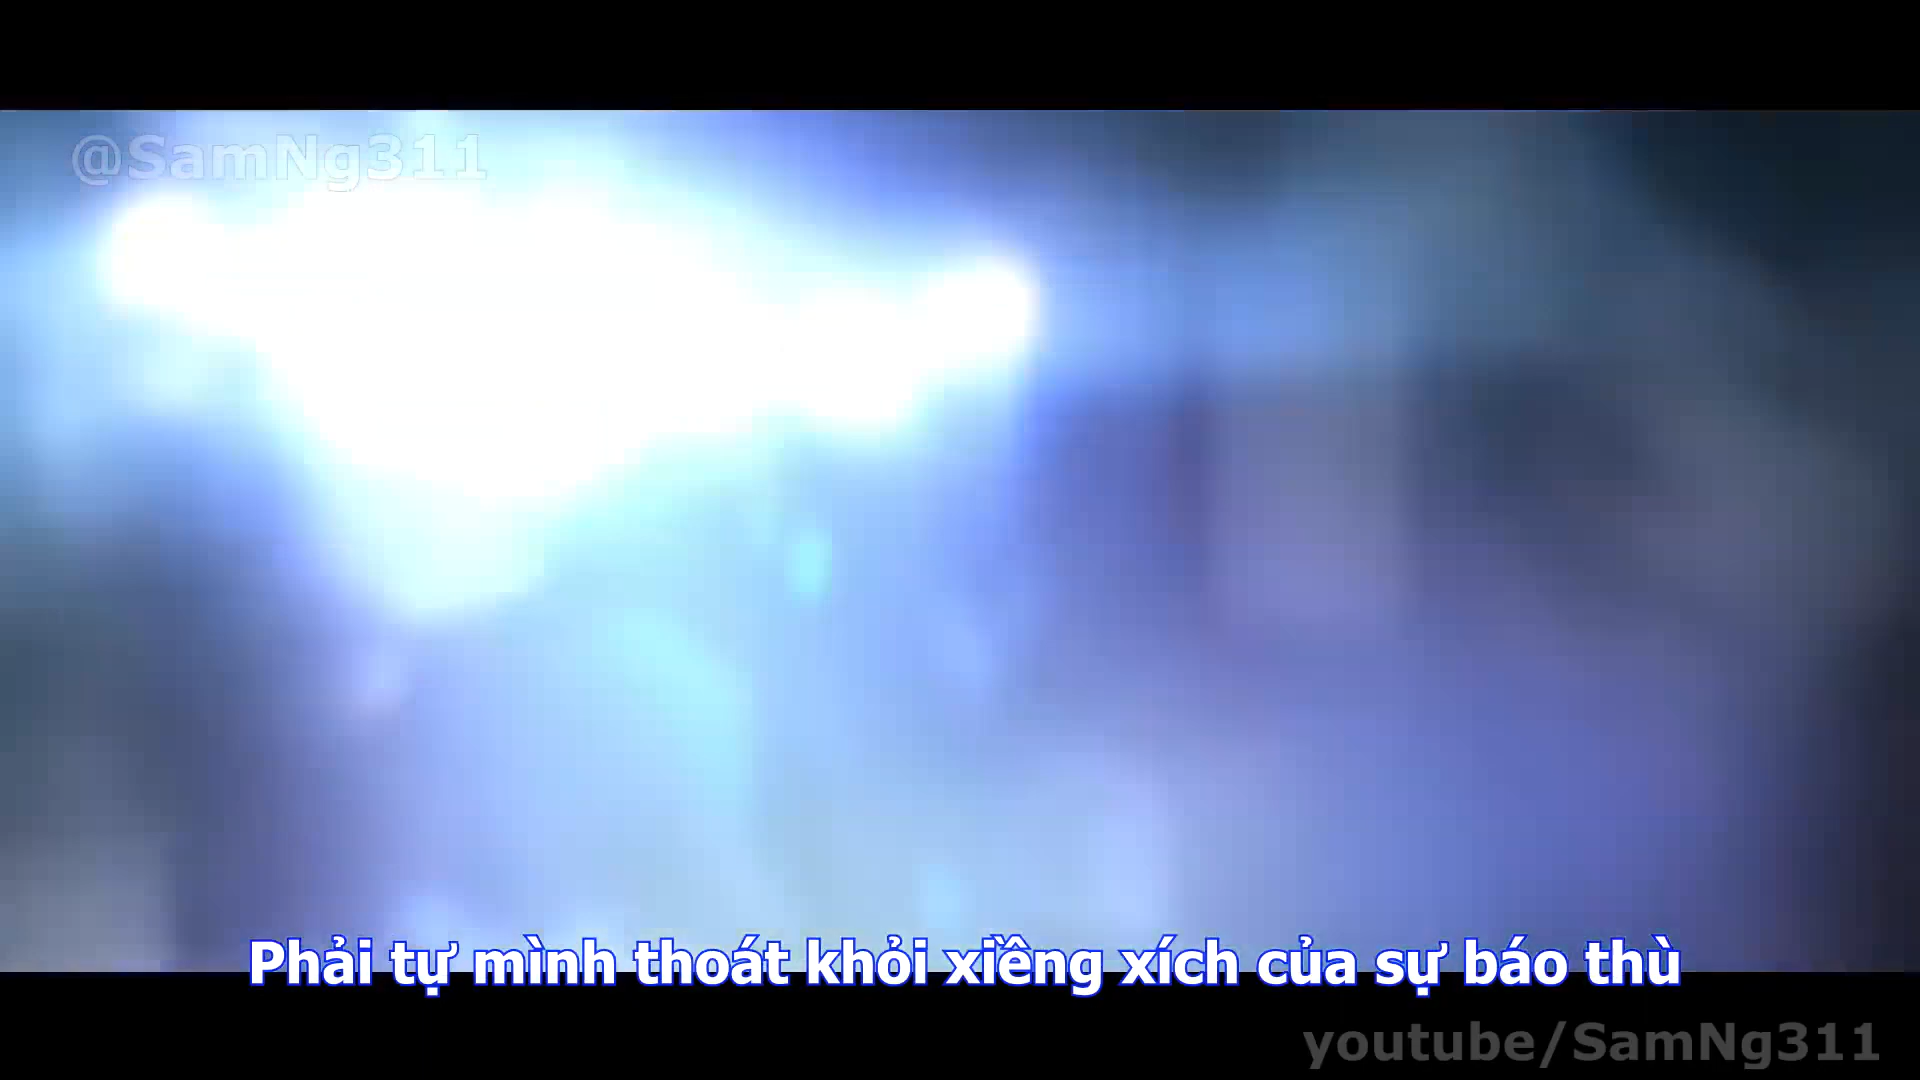 @SamNg311
Phải tự mình thoát khỏi xiềng xích của sự báo thù
youtube/SamNg311